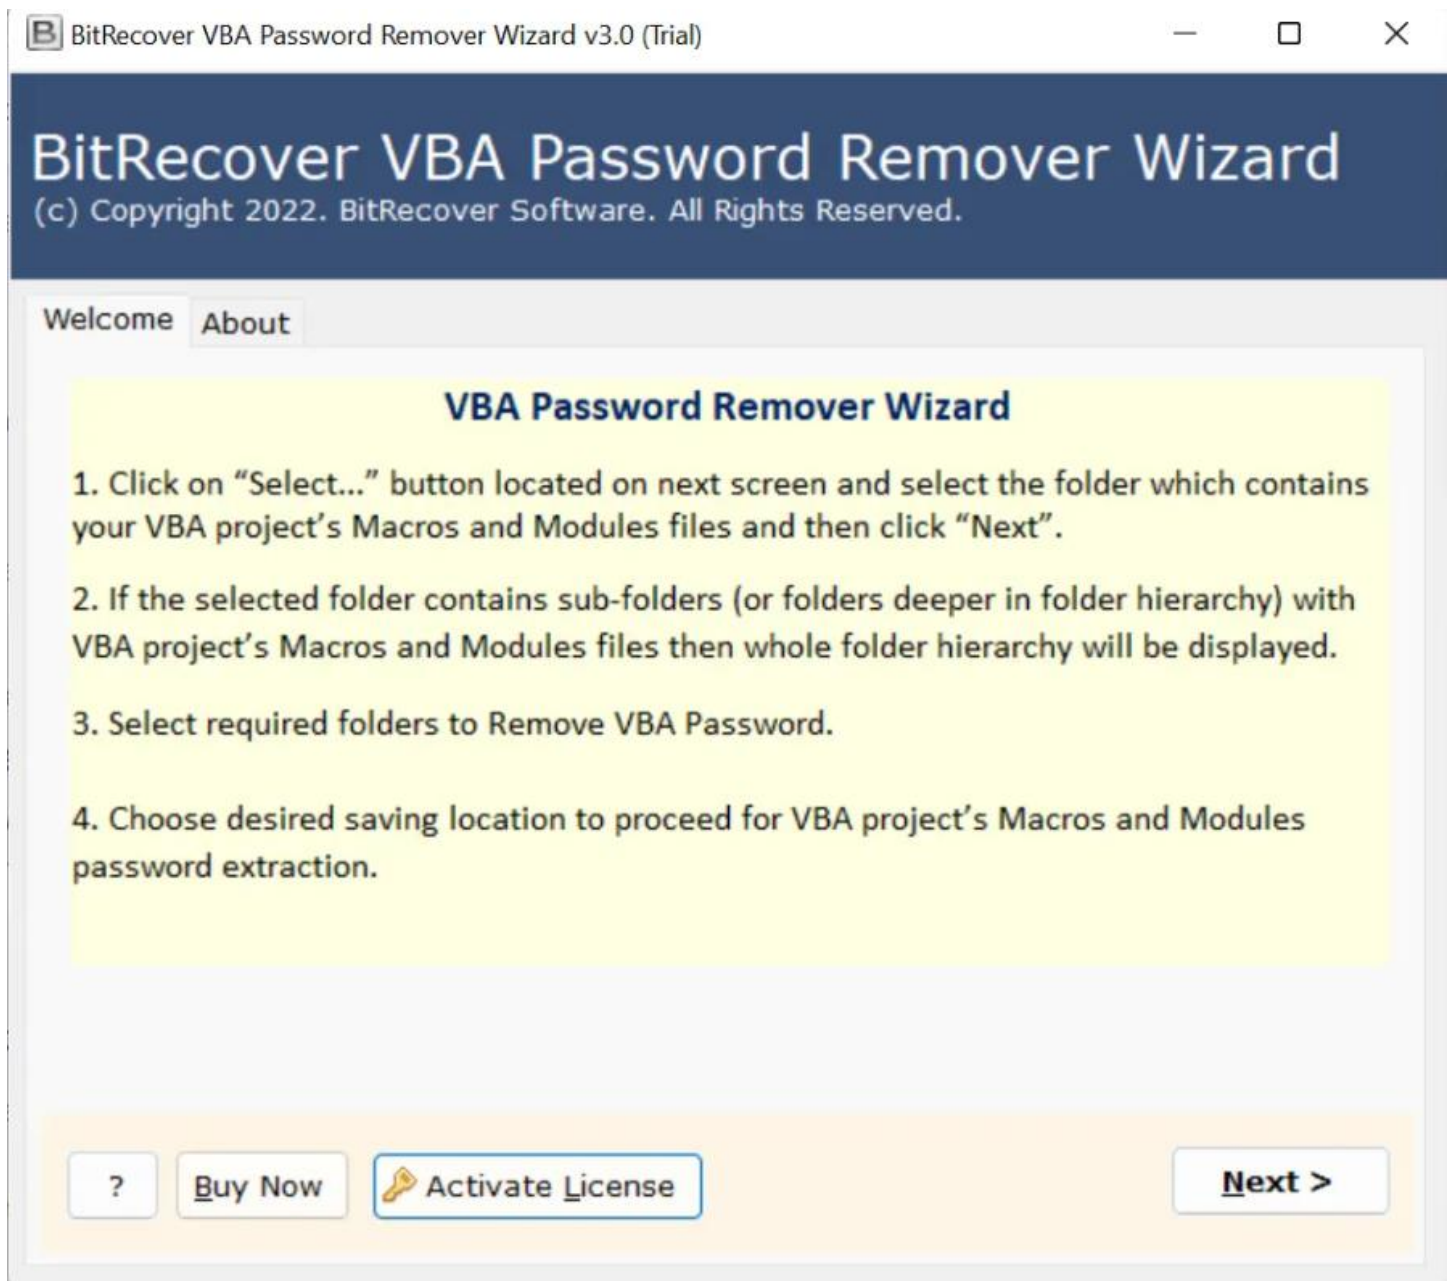 B BitRecover VBA Password Remover Wizard v3.0 (Trial)
BitRecover VBA Password Remover Wizard
(c) Copyright 2022. BitRecover Software. All Rights Reserved.
Welcome About
VBA Password Remover Wizard
1. Click on “Select...” button located on next screen and select the folder which contains
your VBA project’s Macros and Modules files and then click “Next”.
2. If the selected folder contains sub-folders (or folders deeper in folder hierarchy) with
VBA project’s Macros and Modules files then whole folder hierarchy will be displayed.
3. Select required folders to Remove VBA Password.
4. Choose desired saving location to proceed for VBA project’s Macros and Modules
password extraction.
? Buy Now Activate License Next >